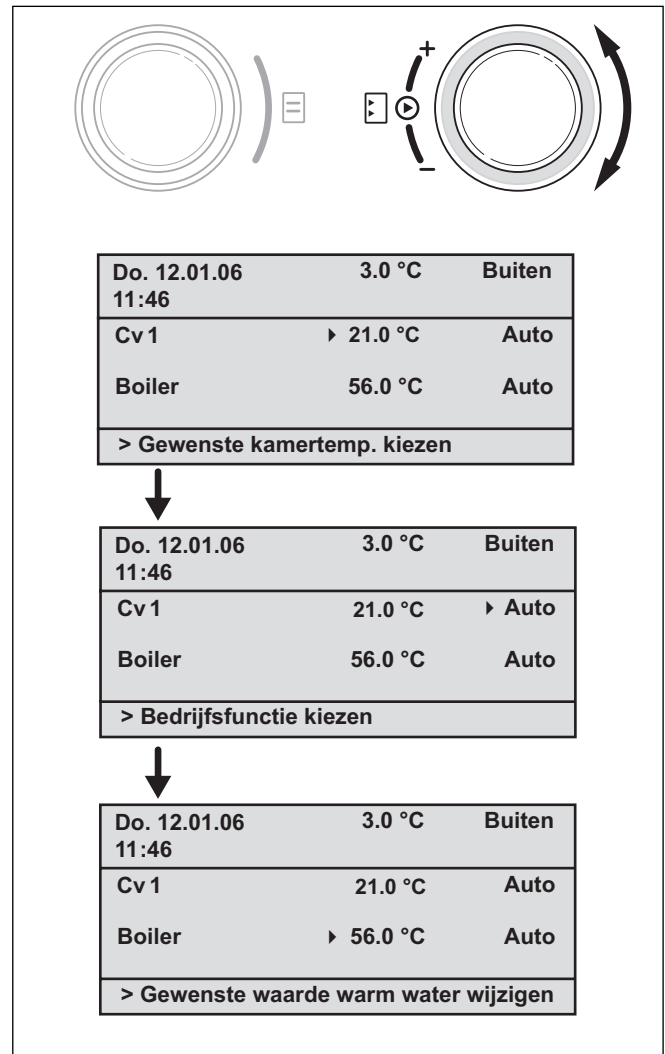 +
−
Do. 12.01.06 3.0 °C Buiten
11:46
Cv 1 ▸ 21.0 °C Auto
Boiler 56.0 °C Auto
> Gewenste kamertemp. kiezen
Do. 12.01.06 3.0 °C Buiten
11:46
Cv 1 21.0 °C ▸ Auto
Boiler 56.0 °C Auto
> Bedrijfsfunctie kiezen
Do. 12.01.06 3.0 °C Buiten
11:46
Cv 1 21.0 °C Auto
Boiler ▸ 56.0 °C Auto
> Gewenste waarde warm water wijzigen